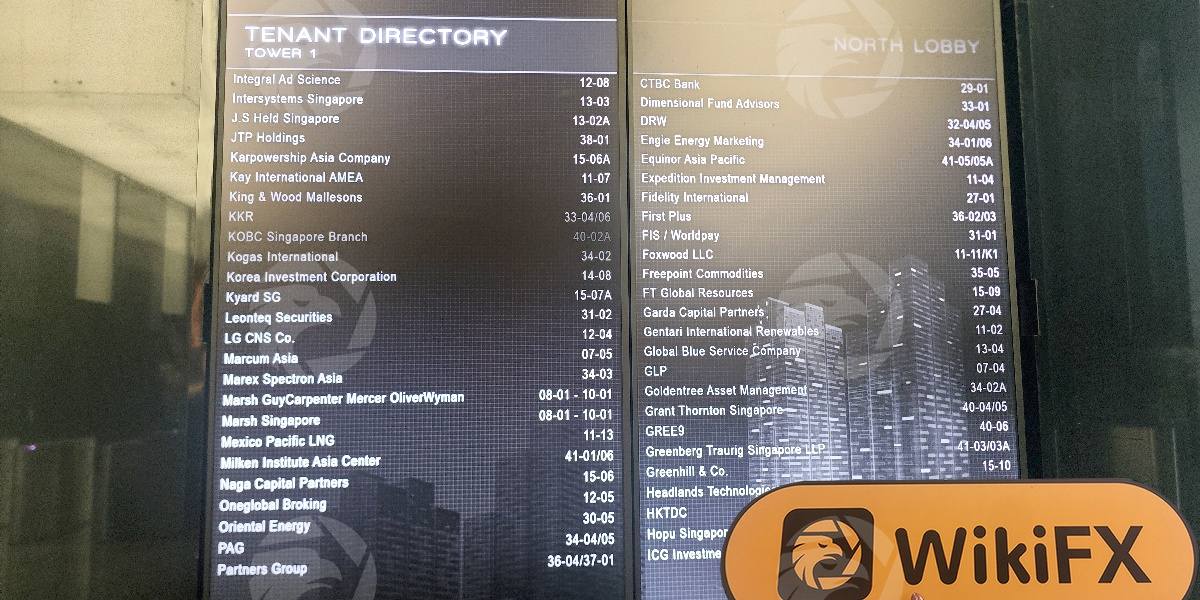 TENANT DIRECTORY
TOWER 1
Integral Ad Science 12-08
Intersystems Singapore 13-03
J.S Held Singapore 13-02A
JTP Holdings 38-01
Karpowership Asia Company 15-06A
Kay International AMEA 11-07
King & Wood Mallesons 36-01
KKR 33-04/06
KOBC Singapore Branch 40-02A
Kogas International 34-02
Korea Investment Corporation 14-08
Kyard SG 15-07A
Leonteq Securities 31-02
LG CNS Co. 12-04
Marcum Asia 07-05
Marex Spectron Asia 34-03
Marsh GuyCarpenter Mercer OliverWyman 08-01 - 10-01
Marsh Singapore 08-01 - 10-01
Mexico Pacific LNG 11-13
Milken Institute Asia Center 41-01/06
Naga Capital Partners 15-06
Oneglobal Broking 12-05
Oriental Energy 30-05
PAG 34-04/05
Partners Group 36-04/37-01
NORTH LOBBY
CTBC Bank 29-01
Dimensional Fund Advisors 33-01
DRW 32-04/05
Engie Energy Marketing 34-01/06
Equinor Asia Pacific 41-05/05A
Expedition Investment Management 11-04
Fidelity International 27-01
First Plus 36-02/03
FIS / Worldpay 31-01
Foxwood LLC 11-11/K1
Freepoint Commodities 35-05
FT Global Resources 15-09
Garda Capital Partners 27-04
Gentari International Renewables 11-02
Global Blue Service Company 13-04
GLP 07-04
Goldentree Asset Management 34-02A
Grant Thornton Singapore 40-04/05
GREE9 40-06
Greenberg Traurig Singapore LLP 41-03/03A
Greenhill & Co. 15-10
Headlands Technologie
HKTDC
Hopu Singapor
ICG Investme
WikiFX